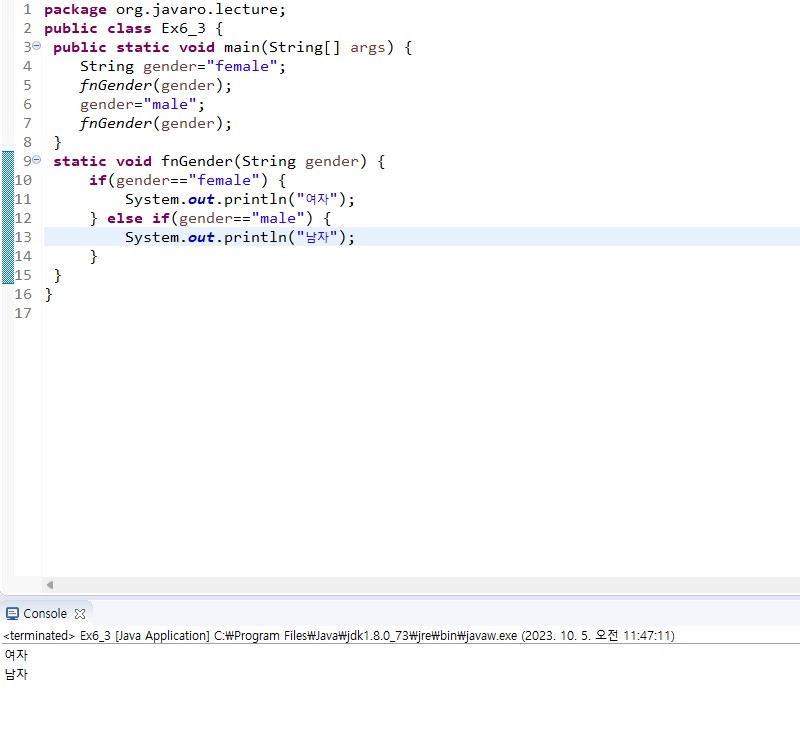 1 package org.javaro.lecture;
2 public class Ex6_3 {
3 public static void main(String[] args) {
4 String gender="female";
5 fnGender(gender);
6 gender="male";
7 fnGender(gender);
8 }
9 static void fnGender(String gender) {
10 if(gender=="female") {
11 System.out.println("여자");
12 } else if(gender=="male") {
13 System.out.println("남자");
14 }
15 }
16 }
17
Console
<terminated> Ex6_3 [Java Application] C:₩Program Files₩Java₩jdk1.8.0_73₩jre₩bin₩javaw.exe (2023. 10. 5. 오전 11:47:11)
여자
남자